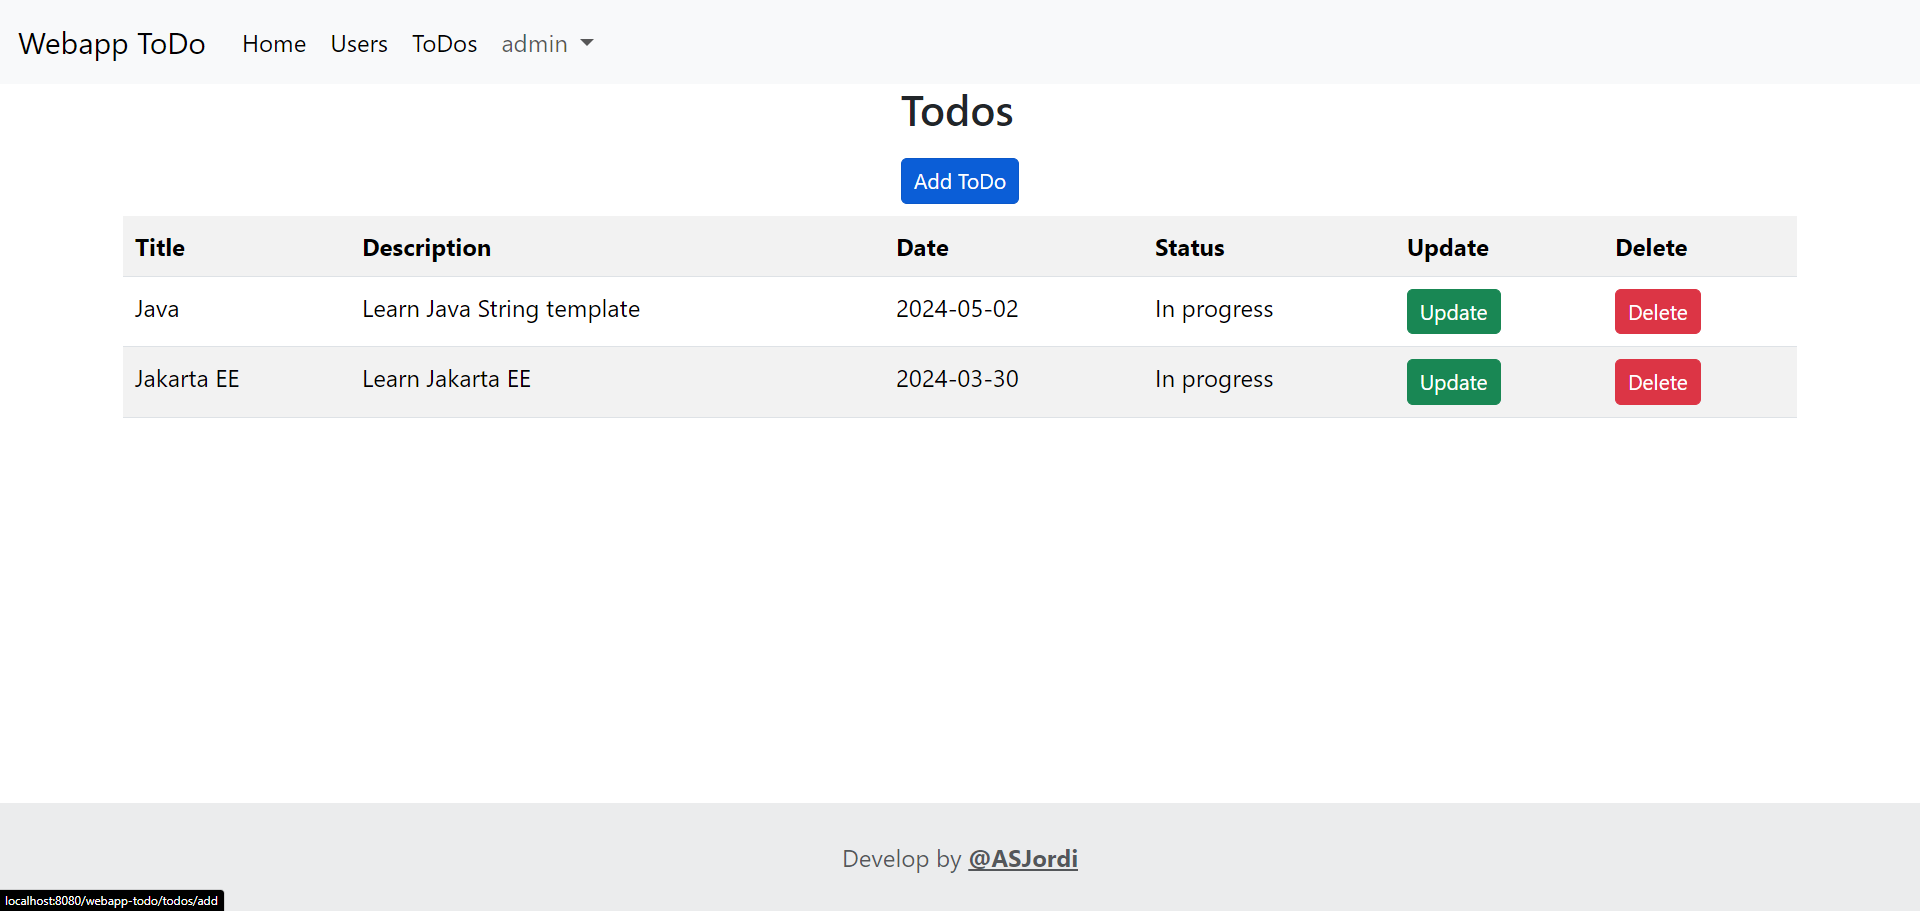 Webapp ToDo Home Users ToDos admin
Todos
Add ToDo
Title Description Date Status Update Delete
Java Learn Java String template 2024-05-02 In progress Update Delete
Jakarta EE Learn Jakarta EE 2024-03-30 In progress Update Delete
Develop by @ASJordi
localhost:8080/webapp-todo/todos/add